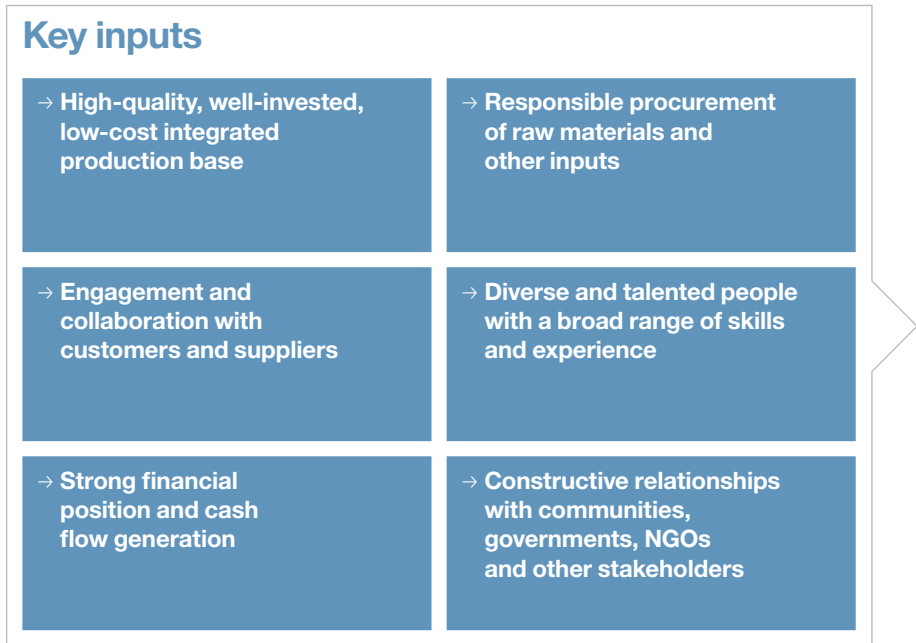 Key inputs
→ High-quality, well-invested,
low-cost integrated
production base
→ Responsible procurement
of raw materials and
other inputs
→ Engagement and
collaboration with
customers and suppliers
→ Diverse and talented people
with a broad range of skills
and experience
→ Strong financial
position and cash
flow generation
→ Constructive relationships
with communities,
governments, NGOs
and other stakeholders